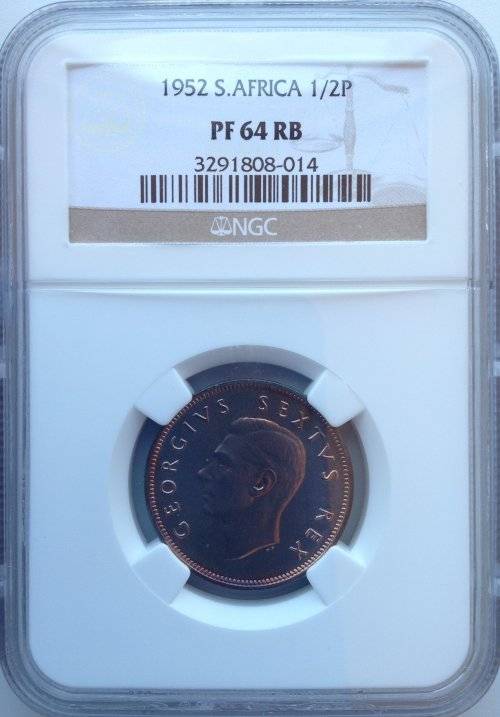 1952 S.AFRICA 1/2P
PF 64 RB
3291808-014
NGC
GEORGIVS SEXTVS REX